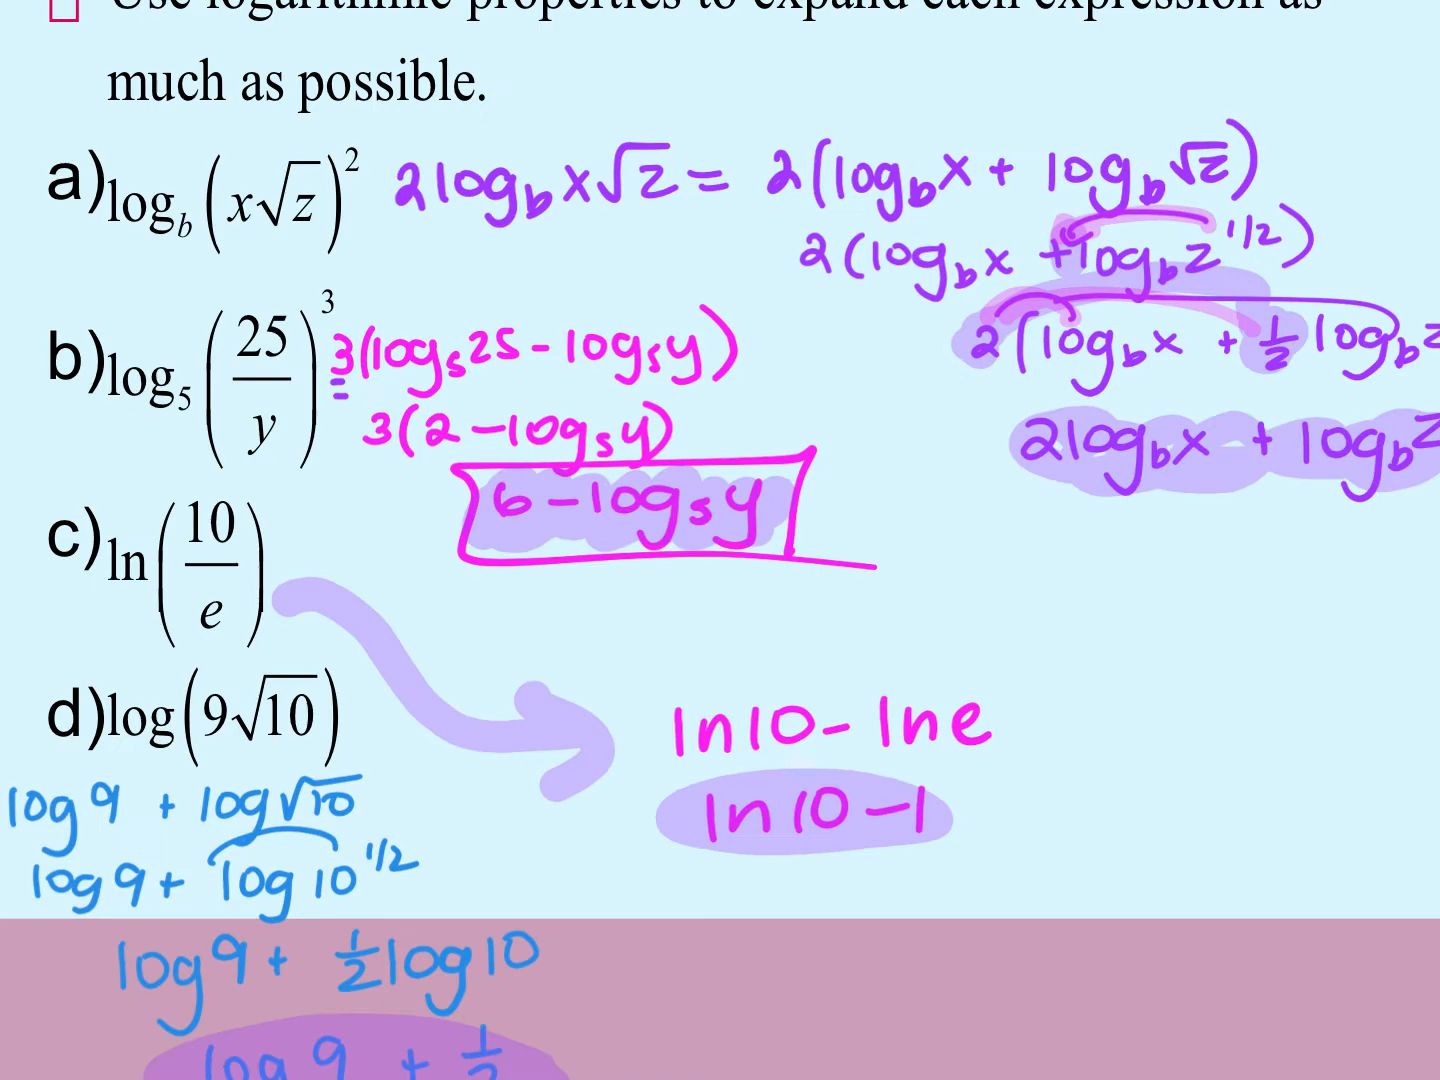 Use logarithmic properties to expand each expression as
much as possible.
a) log_b (x√z)^2 2log_b x√z = 2(log_b x + log_b √z)
2(log_b x + log_b z^1/2)
2(log_b x + 1/2 log_b z
2log_b x + log_b z
b) log_5 (25/y)^3 3(log_5 25 - log_5 y)
3(2 - log_5 y)
6 - log_5 y
c) ln(10/e)
ln10 - ln e
ln 10 - 1
d) log(9√10)
log 9 + log√10
log 9 + log 10^1/2
log 9 + 1/2 log 10
log 9 + 1/2